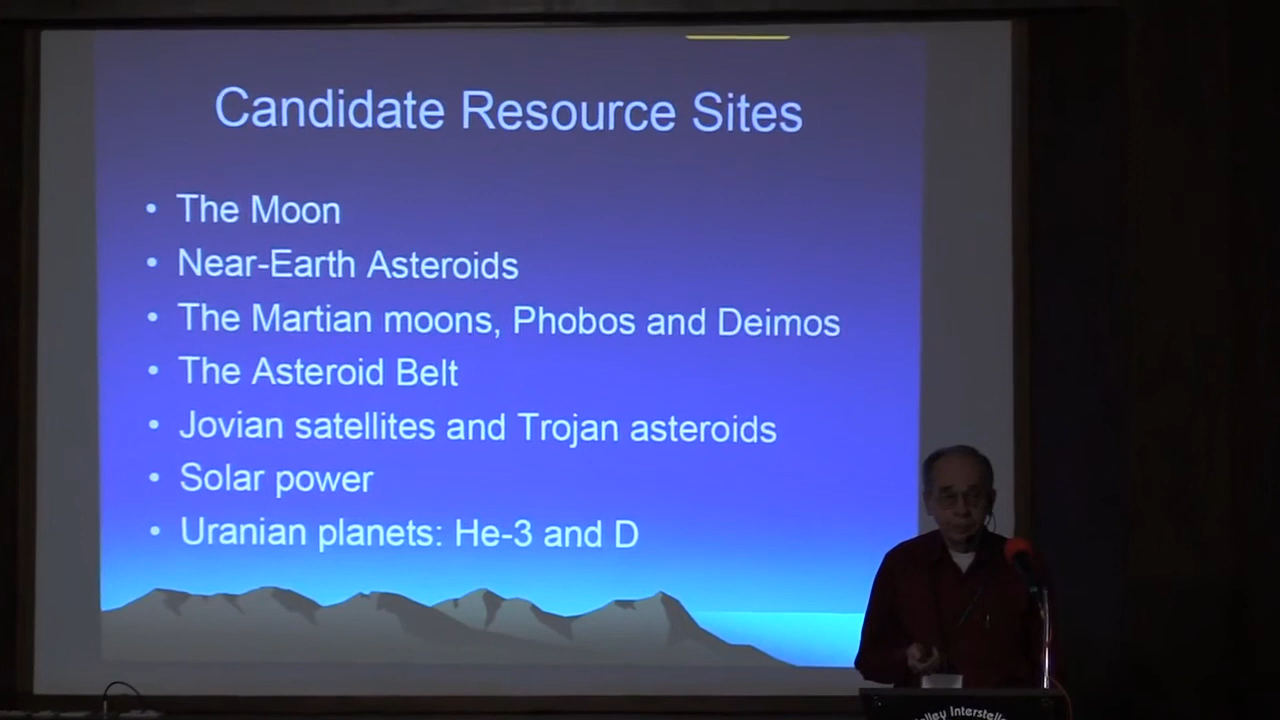 Candidate Resource Sites
• The Moon
• Near-Earth Asteroids
• The Martian moons, Phobos and Deimos
• The Asteroid Belt
• Jovian satellites and Trojan asteroids
• Solar power
• Uranian planets: He-3 and D